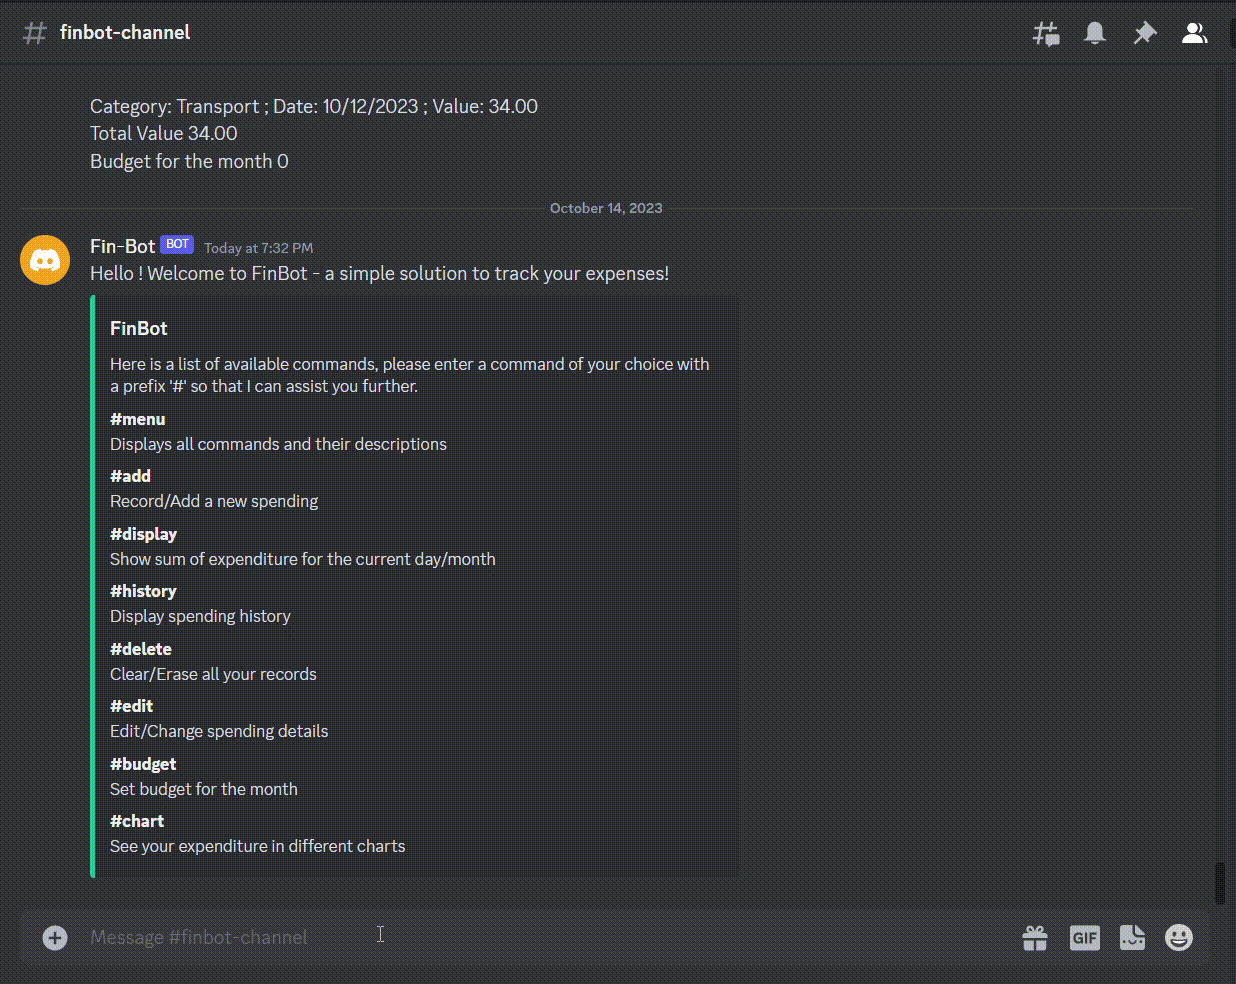 # finbot-channel
Category: Transport ; Date: 10/12/2023 ; Value: 34.00
Total Value 34.00
Budget for the month 0
October 14, 2023
Fin-Bot BOT Today at 7:32 PM
Hello ! Welcome to FinBot - a simple solution to track your expenses!
FinBot
Here is a list of available commands, please enter a command of your choice with
a prefix '#' so that I can assist you further.
#menu
Displays all commands and their descriptions
#add
Record/Add a new spending
#display
Show sum of expenditure for the current day/month
#history
Display spending history
#delete
Clear/Erase all your records
#edit
Edit/Change spending details
#budget
Set budget for the month
#chart
See your expenditure in different charts
Message #finbot-channel GIF